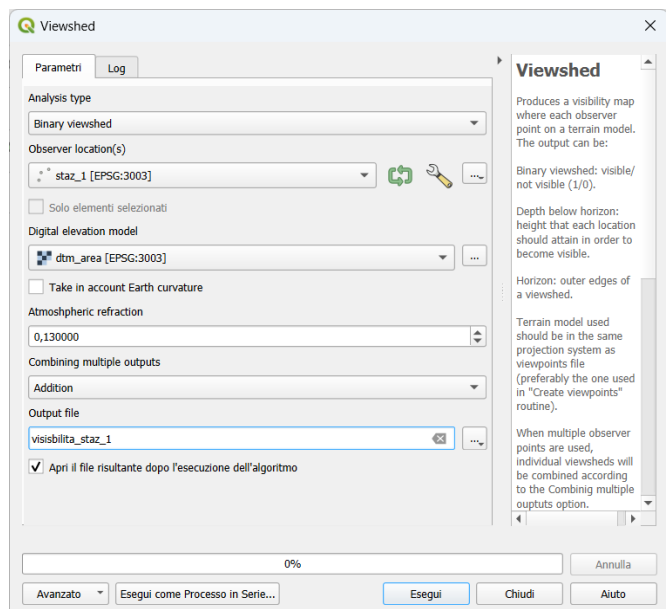 Viewshed
Parametri
Log
Analysis type
Binary viewshed
Observer location(s)
staz_1 [EPSG:3003]
...
Solo elementi selezionati
Digital elevation model
dtm_area [EPSG:3003]
...
Take in account Earth curvature
Atmoshpheric refraction
0,130000
Combining multiple outputs
Addition
Output file
visisbilita_staz_1
...
Apri il file risultante dopo l'esecuzione dell'algoritmo
Viewshed
Produces a visibility map
where each observer
point on a terrain model.
The output can be:
Binary viewshed: visible/
not visible (1/0).
Depth below horizon:
height that each location
should attain in order to
become visible.
Horizon: outer edges of
a viewshed.
Terrain model used
should be in the same
projection system as
viewpoints file
(preferably the one used
in "Create viewpoints"
routine).
When multiple observer
points are used,
individual viewsheds will
be combined according
to the Combinig multiple
ouptuts option.
0%
Annulla
Avanzato
Esegui come Processo in Serie...
Esegui
Chiudi
Aiuto